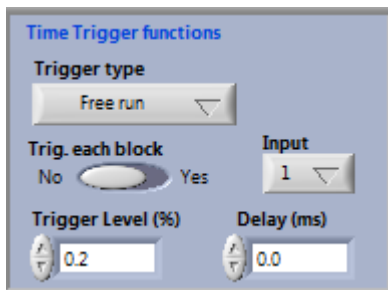 Time Trigger functions
Trigger type
Free run
Trig. each block
Input
No Yes
1
Trigger Level (%) Delay (ms)
0.2 0.0